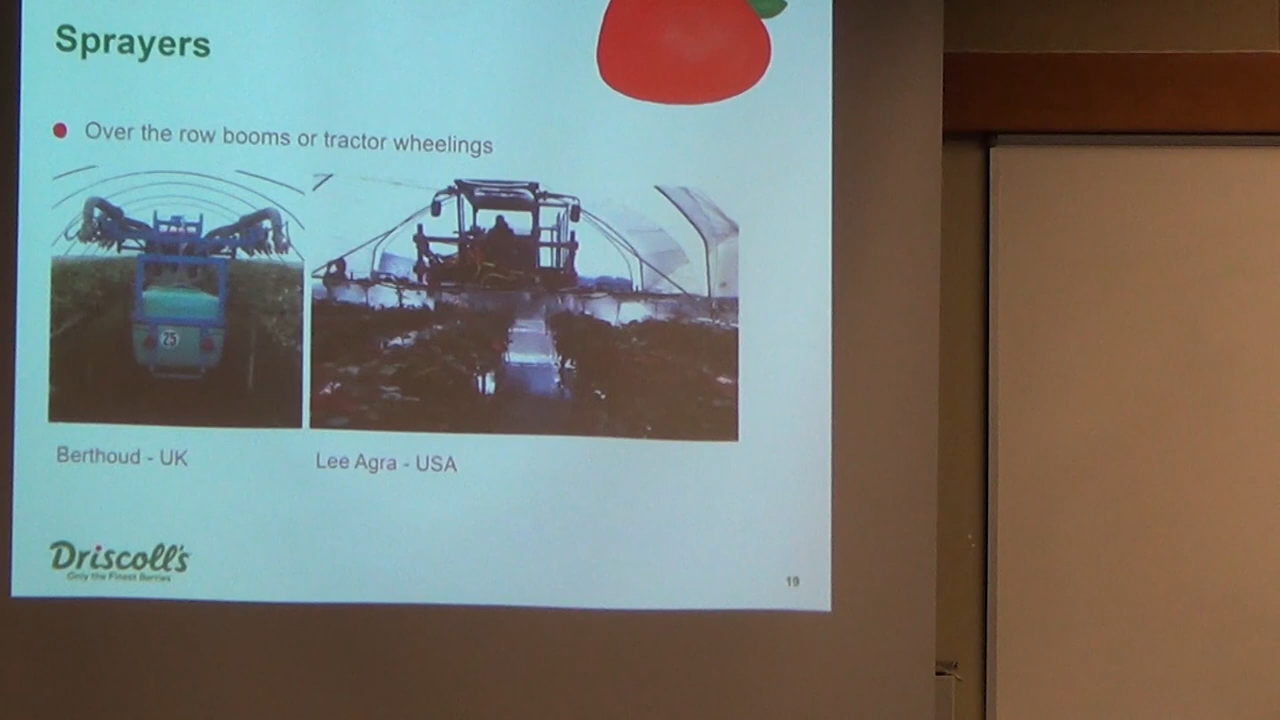 Sprayers
Over the row booms or tractor wheelings
25
Berthoud - UK
Lee Agra - USA
Driscoll's
Only the Finest Berries
19